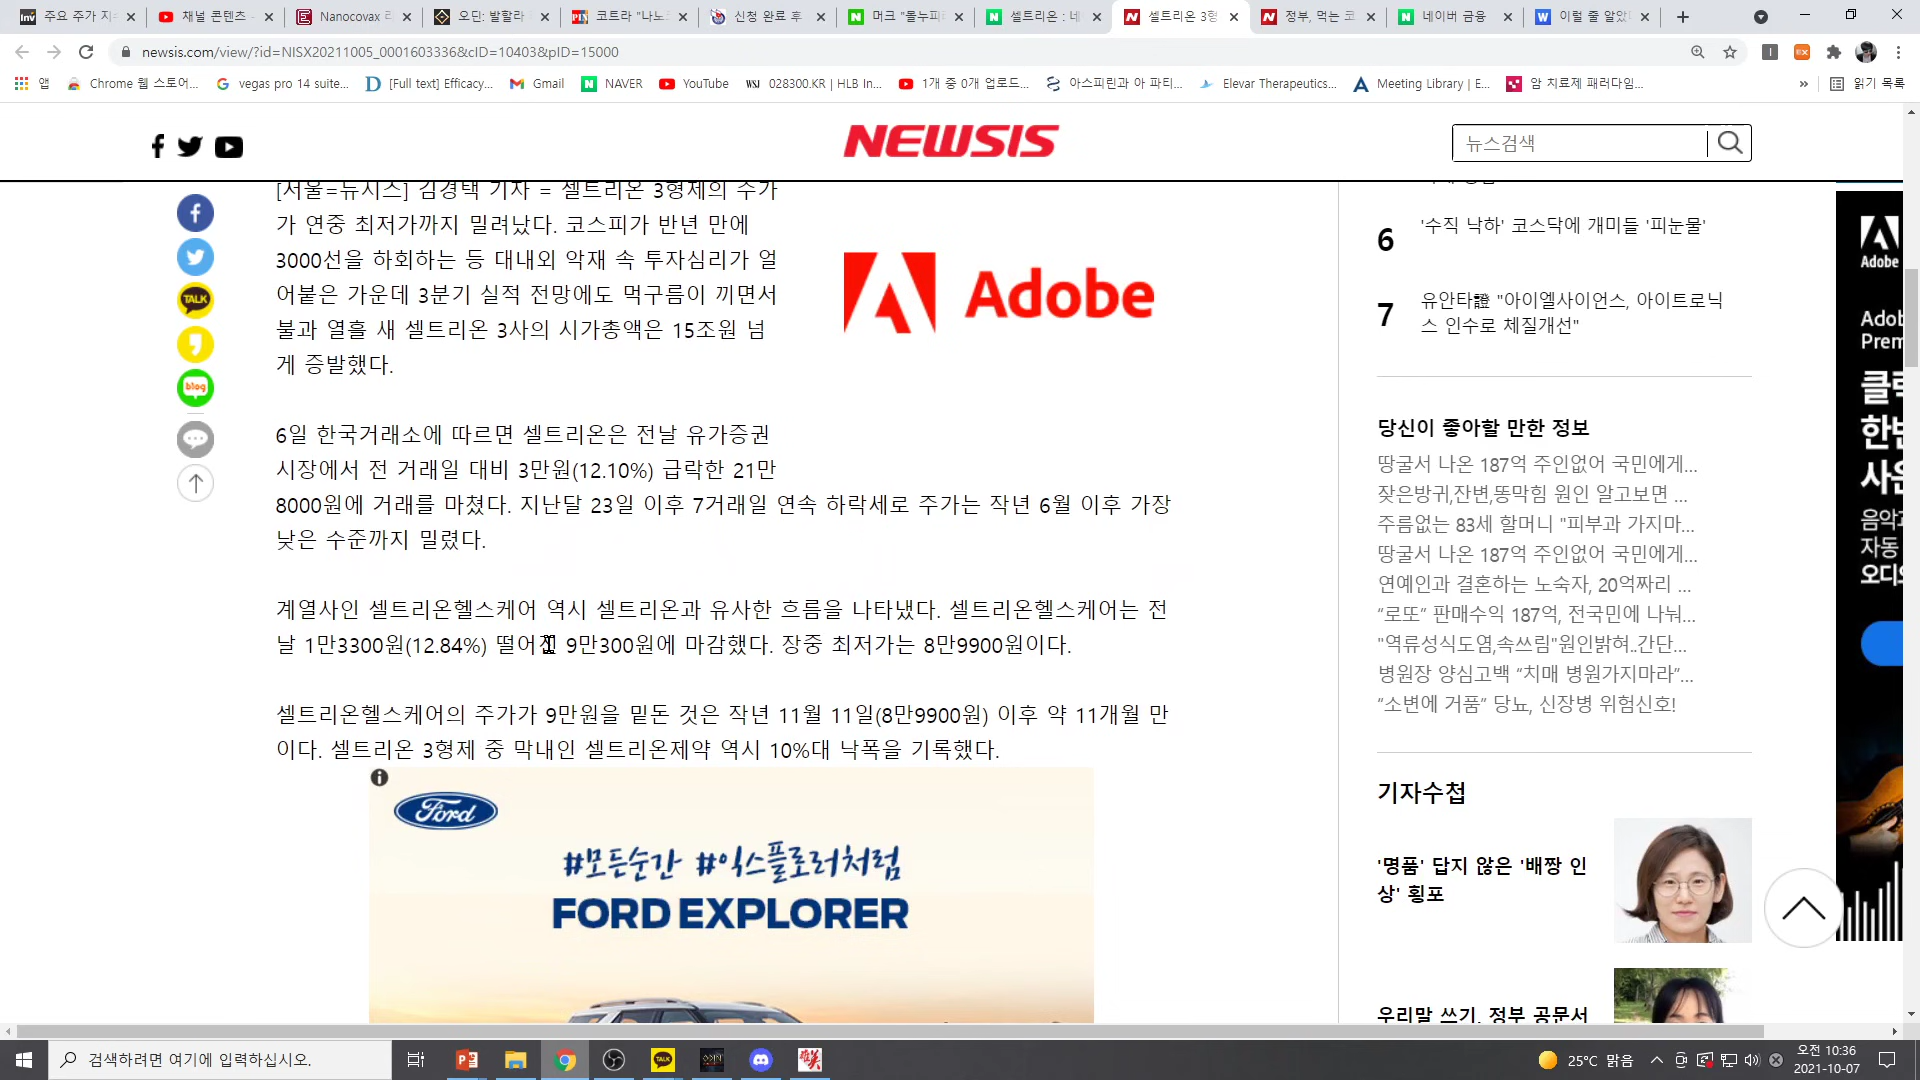 주요 주가 지수
채널 콘텐츠 -
Nanocovax
오딘: 발할라
코트라 "나노코
신청 완료 후
머크 "몰누피
셀트리온 : 네
셀트리온 3형
정부, 먹는 코
네이버 금융
이럴 줄 알았
newsis.com/view/?id=NISX20211005_0001603336&cID=10403&pID=15000
앱
Chrome 웹 스토어...
vegas pro 14 suite...
[Full text] Efficacy...
Gmail
NAVER
YouTube
WSJ 028300.KR | HLB In...
1개 중 0개 업로드...
아스피린과 아 파티...
Elevar Therapeutics...
Meeting Library | E...
암 치료제 패러다임...
읽기 목록
NEWSIS
뉴스검색
TALK
blog
[서울=뉴시스] 김경택 기자 = 셀트리온 3형제의 주가
가 연중 최저가까지 밀려났다. 코스피가 반년 만에
3000선을 하회하는 등 대내외 악재 속 투자심리가 얼
어붙은 가운데 3분기 실적 전망에도 먹구름이 끼면서
불과 열흘 새 셀트리온 3사의 시가총액은 15조원 넘
게 증발했다.
Adobe
6일 한국거래소에 따르면 셀트리온은 전날 유가증권
시장에서 전 거래일 대비 3만원(12.10%) 급락한 21만
8000원에 거래를 마쳤다. 지난달 23일 이후 7거래일 연속 하락세로 주가는 작년 6월 이후 가장
낮은 수준까지 밀렸다.
계열사인 셀트리온헬스케어 역시 셀트리온과 유사한 흐름을 나타냈다. 셀트리온헬스케어는 전
날 1만3300원(12.84%) 떨어진 9만300원에 마감했다. 장중 최저가는 8만9900원이다.
셀트리온헬스케어의 주가가 9만원을 밑돈 것은 작년 11월 11일(8만9900원) 이후 약 11개월 만
이다. 셀트리온 3형제 중 막내인 셀트리온제약 역시 10%대 낙폭을 기록했다.
Ford
#모든순간 #익스플로러처럼
FORD EXPLORER
6 '수직 낙하' 코스닥에 개미들 '피눈물'
7 유안타證 "아이엘사이언스, 아이트로닉
스 인수로 체질개선"
당신이 좋아할 만한 정보
땅굴서 나온 187억 주인없어 국민에게...
잦은방귀,잔변,똥막힘 원인 알고보면 ...
주름없는 83세 할머니 "피부과 가지마...
땅굴서 나온 187억 주인없어 국민에게...
연예인과 결혼하는 노숙자, 20억짜리 ...
“로또” 판매수익 187억, 전국민에 나눠...
"역류성식도염,속쓰림"원인밝혀..간단...
병원장 양심고백 “치매 병원가지마라”...
“소변에 거품” 당뇨, 신장병 위험신호!
기자수첩
'명품' 답지 않은 '배짱 인
상' 횡포
우리말 쓰기, 정부 공문서
Adobe
검색하려면 여기에 입력하십시오.
25°C 맑음
오전 10:36
2021-10-07